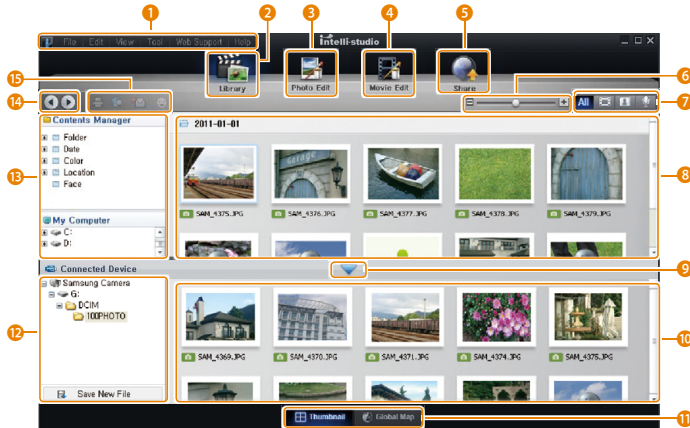 1 2 3 4 5
File Edit View Tool Web Support Help
intelli-studio
Library Photo Edit Movie Edit Share
15 6
14 All 7
Contents Manager
2011-01-01
Folder
Date
Color
Location
Face
13 8
Garage
SAM_4375.JPG SAM_4376.JPG SAM_4377.JPG SAM_4378.JPG SAM_4379.JPG
My Computer
C:
D:
Connected Device 9
Samsung Camera
G:
DCIM
100PHOTO
12 10
SAM_4369.JPG SAM_4370.JPG SAM_4371.JPG SAM_4374.JPG SAM_4375.JPG
Save New File
Thumbnail Global Map 11